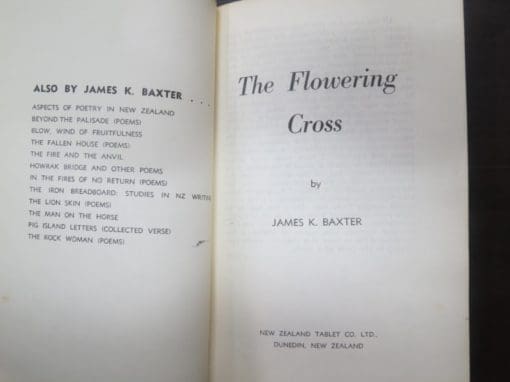 ALSO BY JAMES K. BAXTER . . .
ASPECTS OF POETRY IN NEW ZEALAND
BEYOND THE PALISADE (POEMS)
BLOW, WIND OF FRUITFULNESS
THE FALLEN HOUSE (POEMS)
THE FIRE AND THE ANVIL
HOWRAK BRIDGE AND OTHER POEMS
IN THE FIRES OF NO RETURN (POEMS)
THE IRON BREADBOARD: STUDIES IN NZ WRITING
THE LION SKIN (POEMS)
THE MAN ON THE HORSE
PIG ISLAND LETTERS (COLLECTED VERSE)
THE ROCK WOMAN (POEMS)
The Flowering
Cross
by
JAMES K. BAXTER
NEW ZEALAND TABLET CO. LTD.,
DUNEDIN, NEW ZEALAND